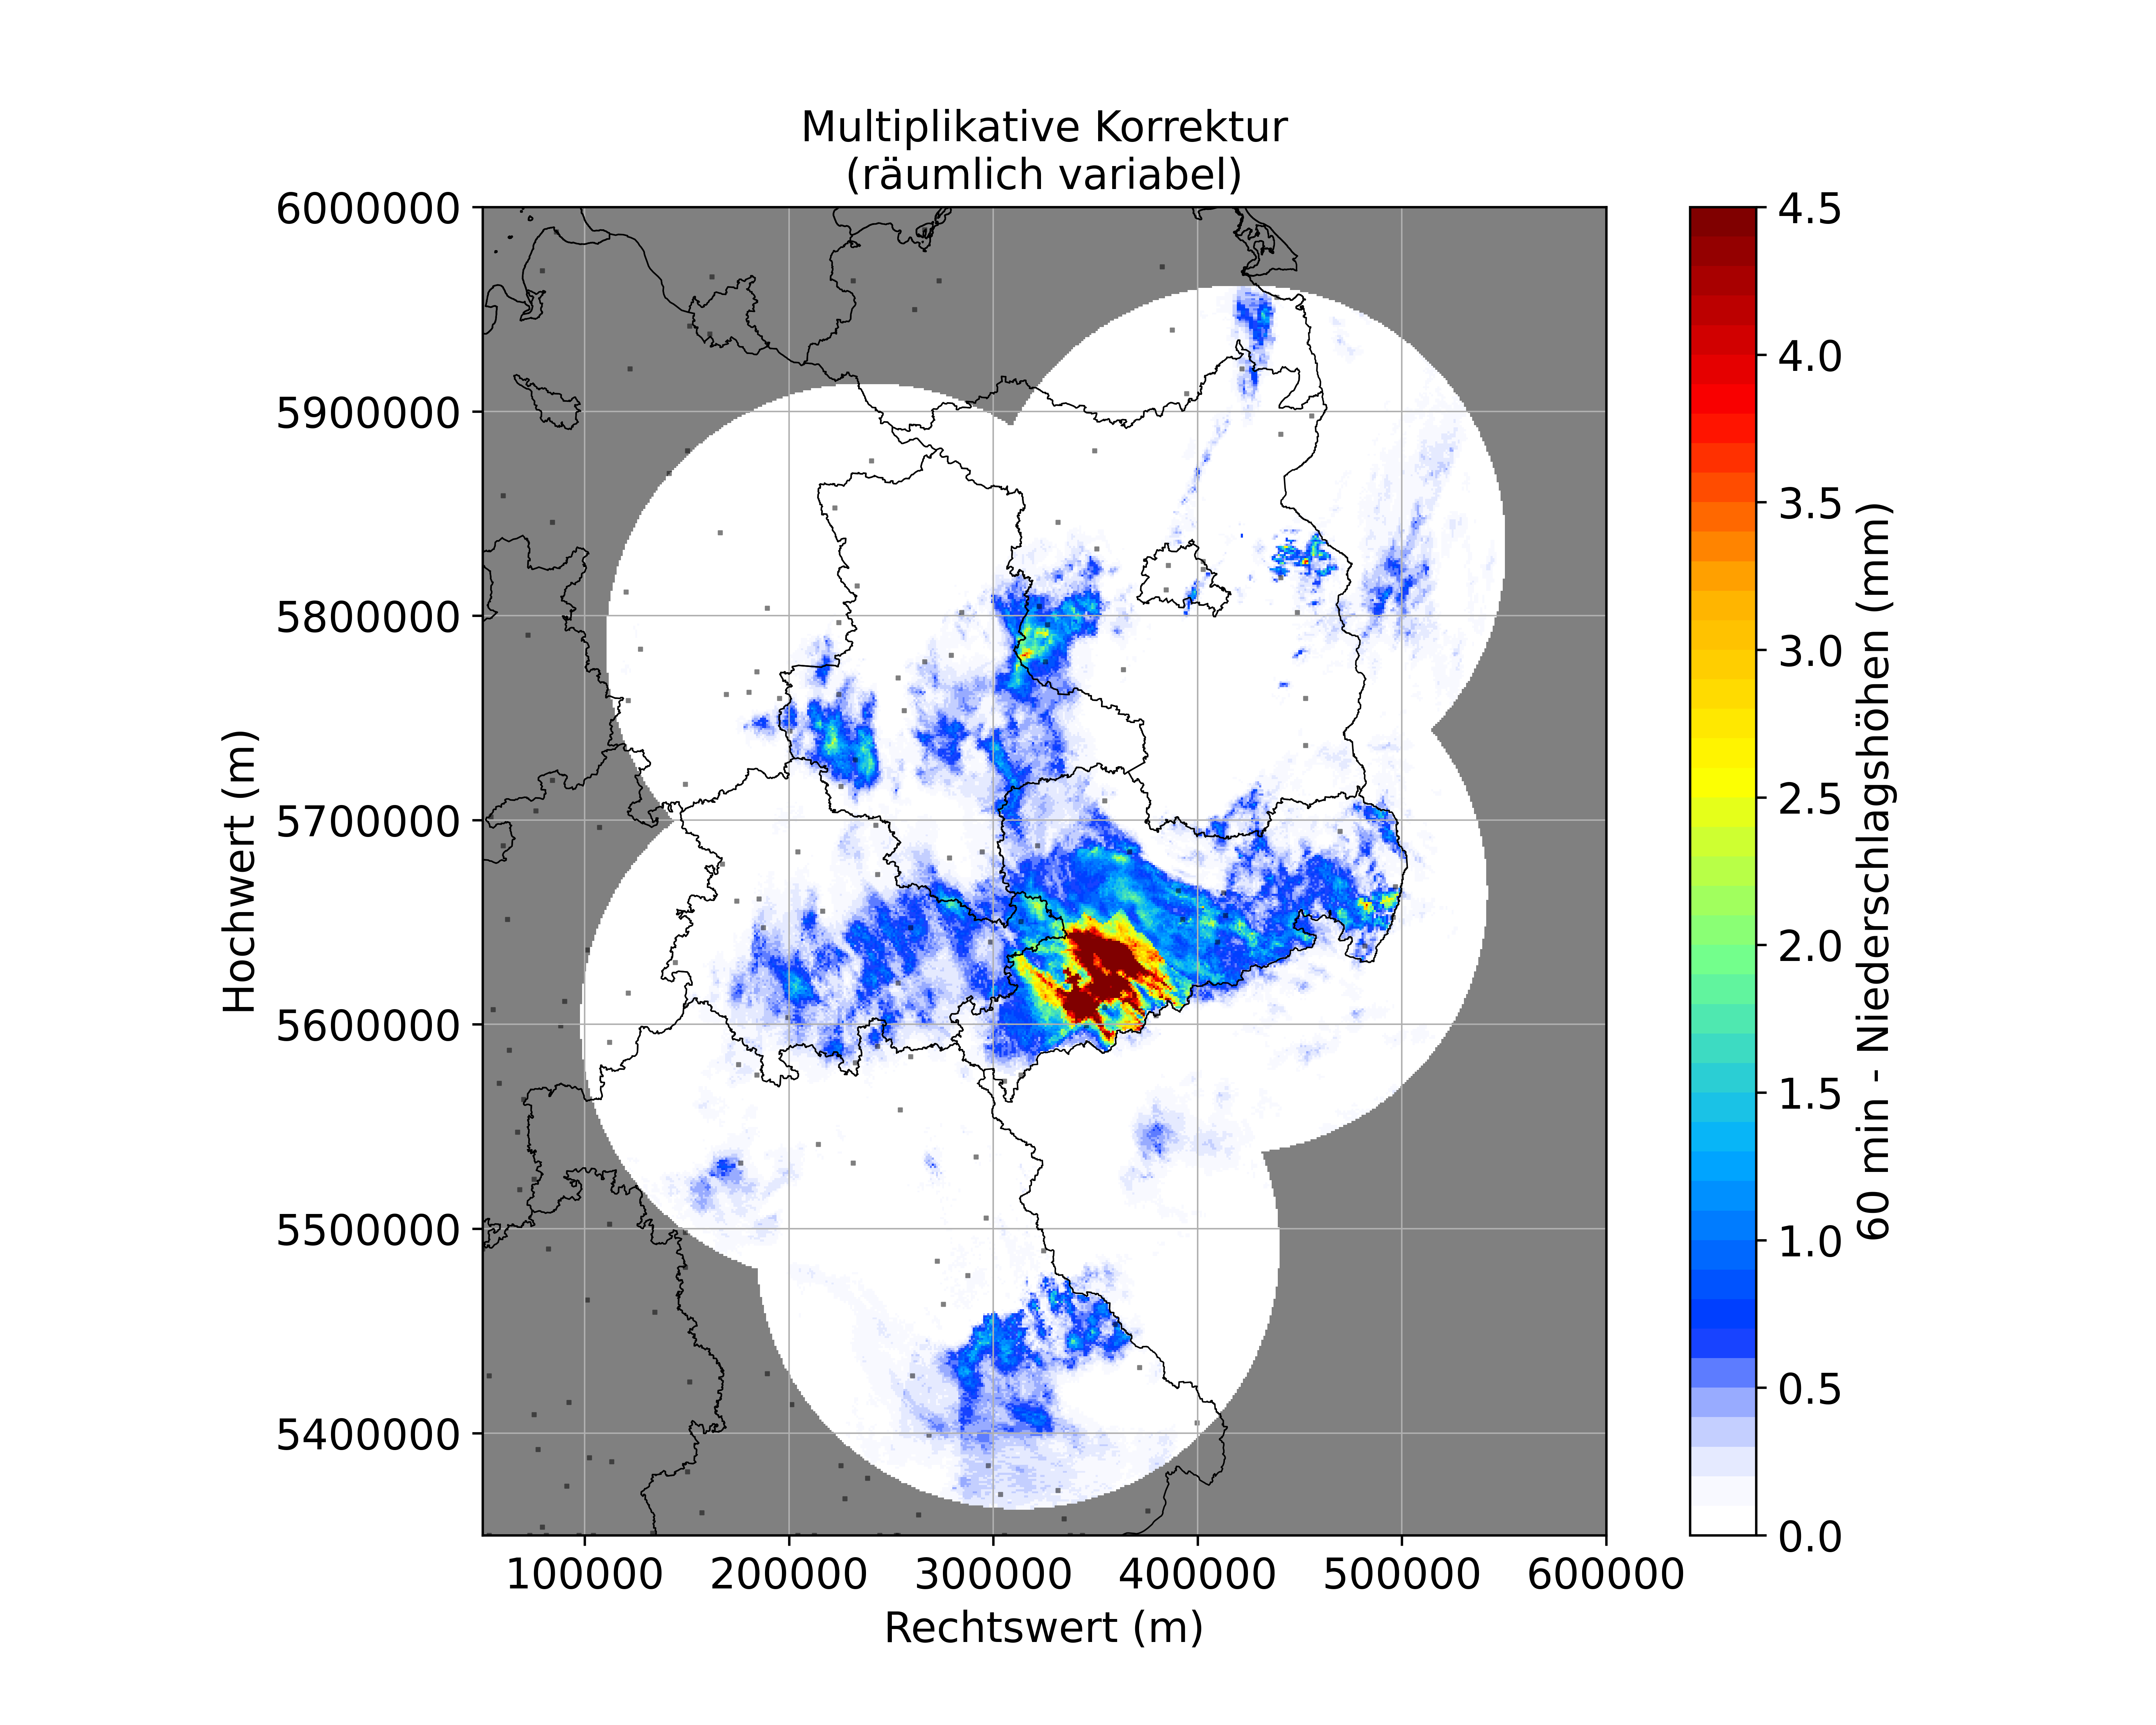 Multiplikative Korrektur
(räumlich variabel)
6000000
5900000
5800000
5700000
5600000
5500000
5400000
Hochwert (m)
100000 200000 300000 400000 500000 600000
Rechtswert (m)
4.5
4.0
3.5
3.0
2.5
2.0
1.5
1.0
0.5
0.0
60 min - Niederschlagshöhen (mm)